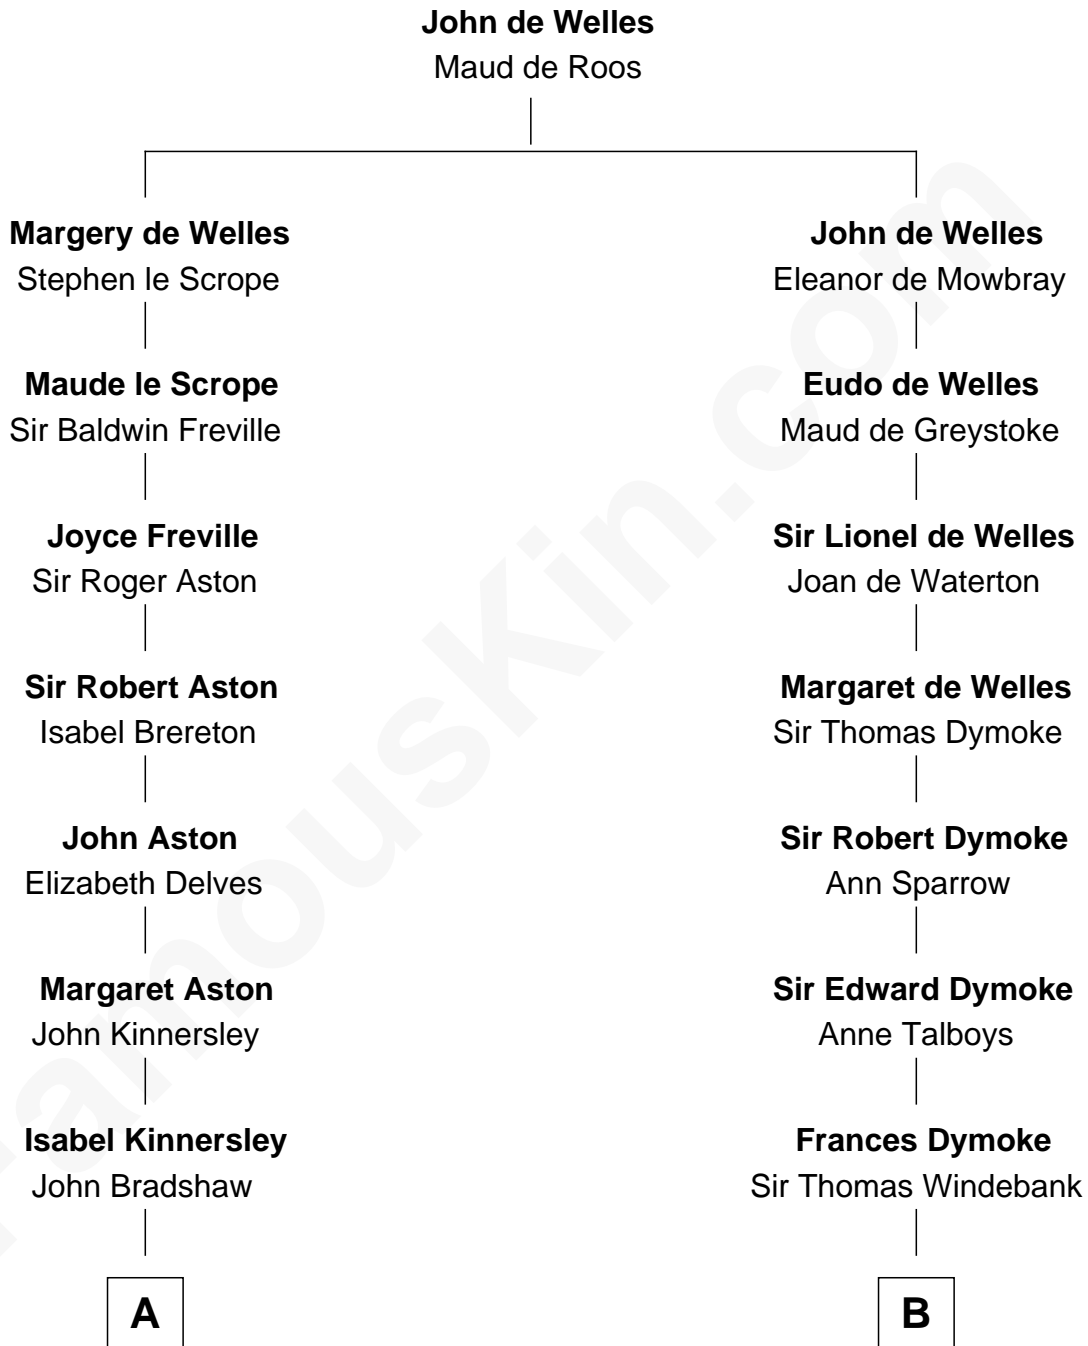 John de Welles
Maud de Roos
Margery de Welles
Stephen le Scrope
Maude le Scrope
Sir Baldwin Freville
Joyce Freville
Sir Roger Aston
Sir Robert Aston
Isabel Brereton
John Aston
Elizabeth Delves
Margaret Aston
John Kinnersley
Isabel Kinnersley
John Bradshaw
A
John de Welles
Eleanor de Mowbray
Eudo de Welles
Maud de Greystoke
Sir Lionel de Welles
Joan de Waterton
Margaret de Welles
Sir Thomas Dymoke
Sir Robert Dymoke
Ann Sparrow
Sir Edward Dymoke
Anne Talboys
Frances Dymoke
Sir Thomas Windebank
B
FamousKin.com